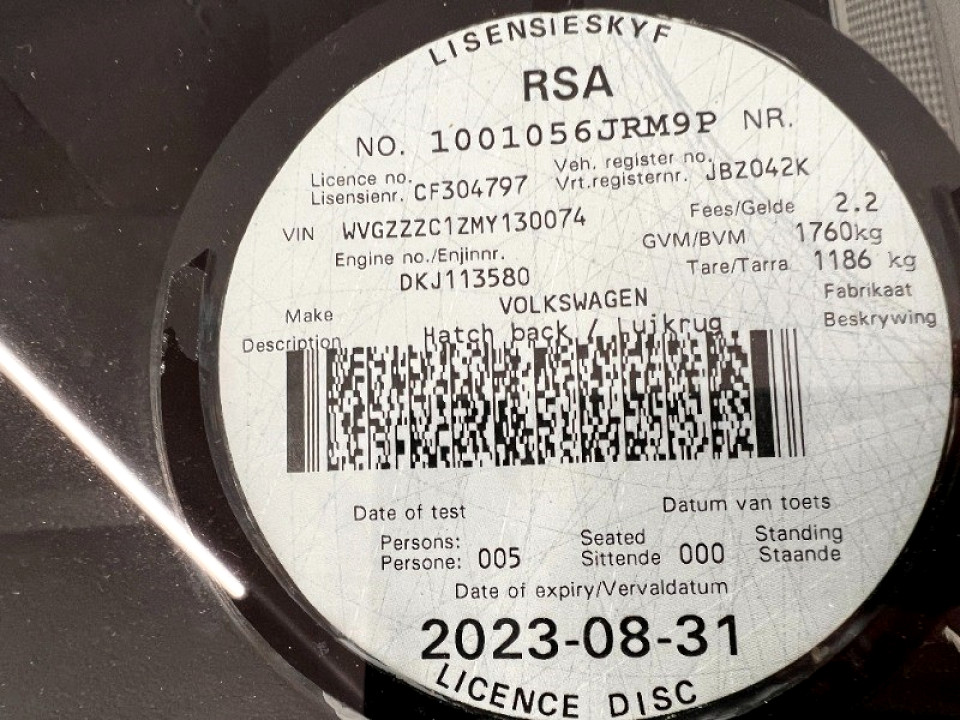 LISENSIESKYF
RSA
NO. 1001056JRM9P NR.
Licence no. Veh. register no.
Lisensienr. CF304797 Vrt.registernr. JBZ042K
VIN WVGZZZC1ZMY130074 Fees/Gelde 2.2
Engine no./Enjinnr. GVM/BVM 1760kg
DKJ113580 Tare/Tarra 1186 kg
Make VOLKSWAGEN Fabrikaat
Description Hatch back / Luikrug Beskrywing
Date of test Datum van toets
Persons: Seated Standing
Persone: 005 Sittende 000 Staande
Date of expiry/Vervaldatum
2023-08-31
LICENCE DISC